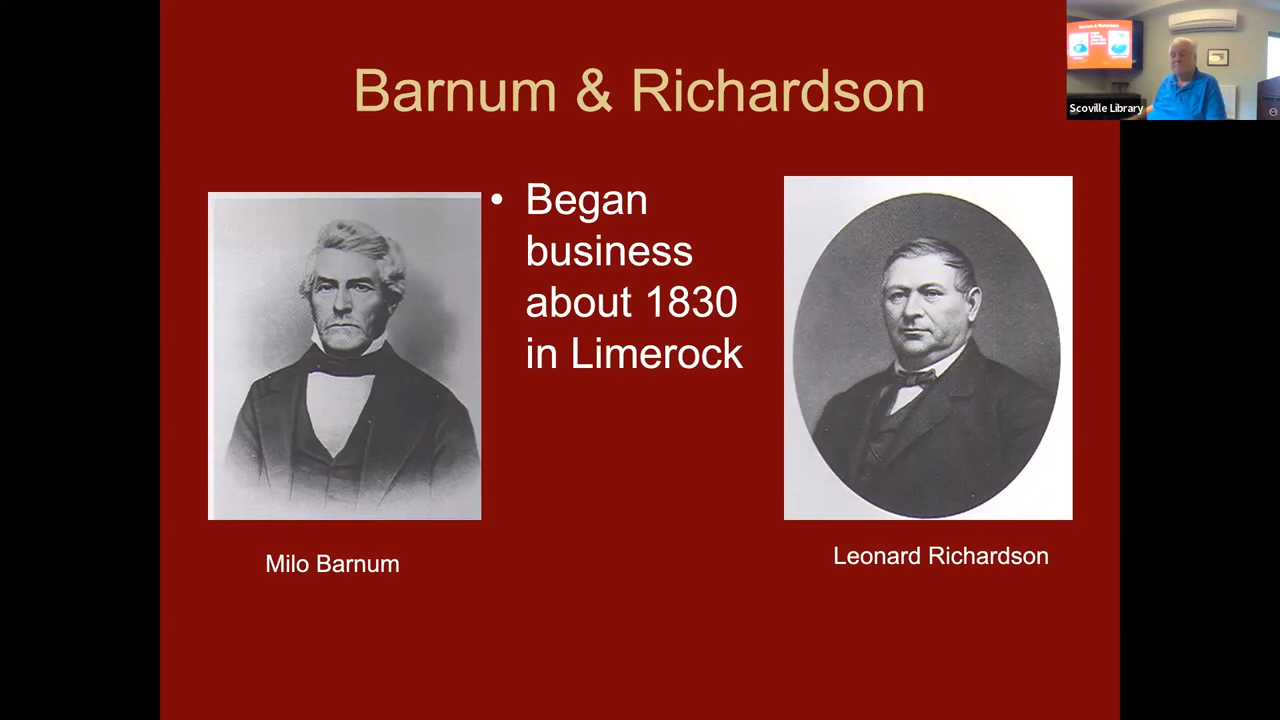 Barnum & Richardson
Scoville Library
• Began
business
about 1830
in Limerock
Milo Barnum
Leonard Richardson